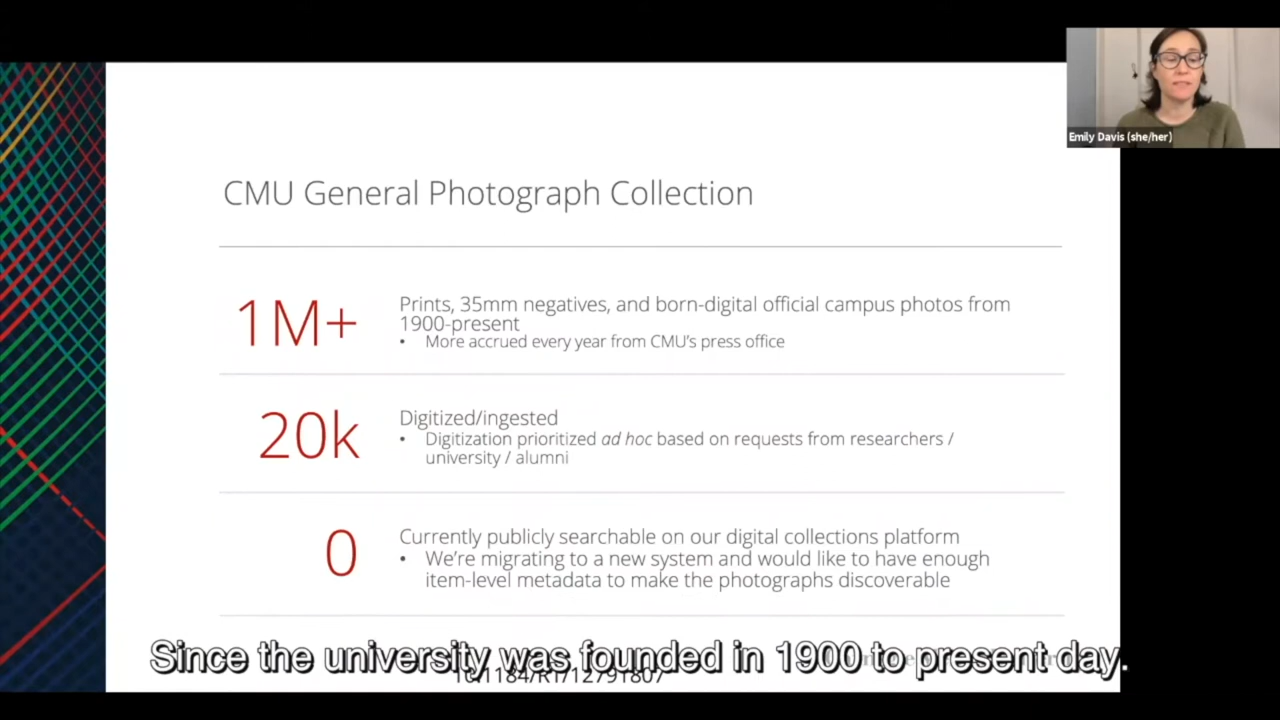 Emily Davis (she/her)
CMU General Photograph Collection
1M+
Prints, 35mm negatives, and born-digital official campus photos from
1900-present
• More accrued every year from CMU's press office
20k
Digitized/ingested
• Digitization prioritized ad hoc based on requests from researchers /
university / alumni
0
Currently publicly searchable on our digital collections platform
• We're migrating to a new system and would like to have enough
item-level metadata to make the photographs discoverable
Since the university was founded in 1900 to present day.